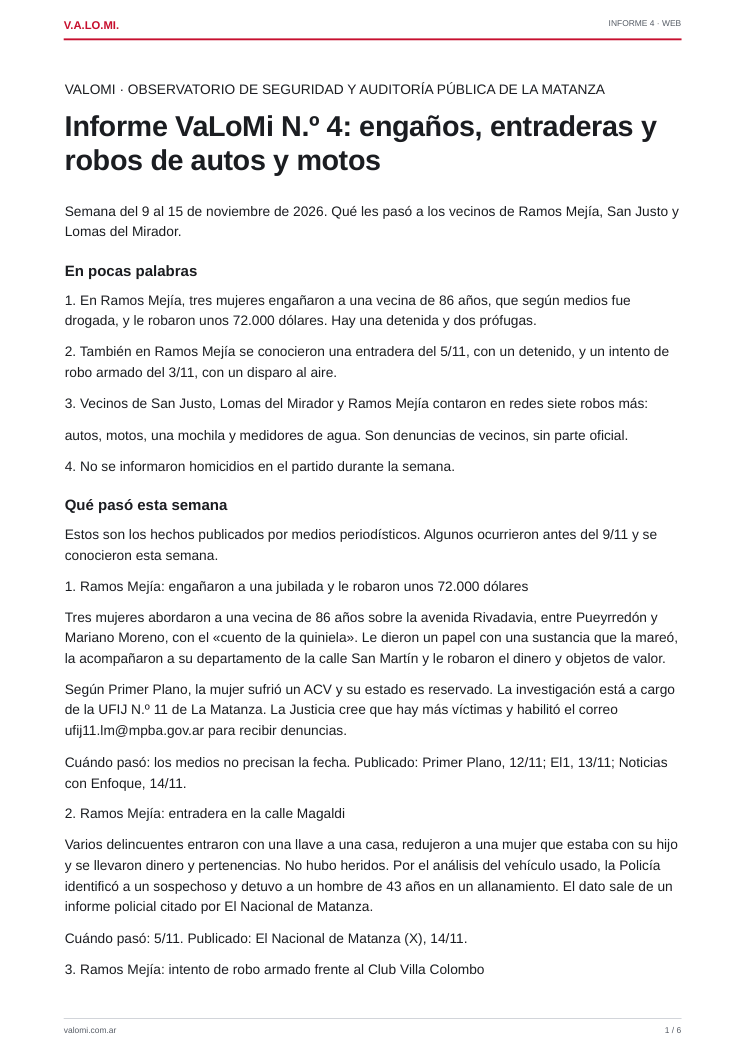 V.A.LO.MI.
INFORME 4 · WEB
VALOMI · OBSERVATORIO DE SEGURIDAD Y AUDITORÍA PÚBLICA DE LA MATANZA
Informe VaLoMi N.º 4: engaños, entraderas y
robos de autos y motos
Semana del 9 al 15 de noviembre de 2026. Qué les pasó a los vecinos de Ramos Mejía, San Justo y
Lomas del Mirador.
En pocas palabras
1. En Ramos Mejía, tres mujeres engañaron a una vecina de 86 años, que según medios fue
drogada, y le robaron unos 72.000 dólares. Hay una detenida y dos prófugas.
2. También en Ramos Mejía se conocieron una entradera del 5/11, con un detenido, y un intento de
robo armado del 3/11, con un disparo al aire.
3. Vecinos de San Justo, Lomas del Mirador y Ramos Mejía contaron en redes siete robos más:
autos, motos, una mochila y medidores de agua. Son denuncias de vecinos, sin parte oficial.
4. No se informaron homicidios en el partido durante la semana.
Qué pasó esta semana
Estos son los hechos publicados por medios periodísticos. Algunos ocurrieron antes del 9/11 y se
conocieron esta semana.
1. Ramos Mejía: engañaron a una jubilada y le robaron unos 72.000 dólares
Tres mujeres abordaron a una vecina de 86 años sobre la avenida Rivadavia, entre Pueyrredón y
Mariano Moreno, con el «cuento de la quiniela». Le dieron un papel con una sustancia que la mareó,
la acompañaron a su departamento de la calle San Martín y le robaron el dinero y objetos de valor.
Según Primer Plano, la mujer sufrió un ACV y su estado es reservado. La investigación está a cargo
de la UFIJ N.º 11 de La Matanza. La Justicia cree que hay más víctimas y habilitó el correo
ufij11.lm@mpba.gov.ar para recibir denuncias.
Cuándo pasó: los medios no precisan la fecha. Publicado: Primer Plano, 12/11; El1, 13/11; Noticias
con Enfoque, 14/11.
2. Ramos Mejía: entradera en la calle Magaldi
Varios delincuentes entraron con una llave a una casa, redujeron a una mujer que estaba con su hijo
y se llevaron dinero y pertenencias. No hubo heridos. Por el análisis del vehículo usado, la Policía
identificó a un sospechoso y detuvo a un hombre de 43 años en un allanamiento. El dato sale de un
informe policial citado por El Nacional de Matanza.
Cuándo pasó: 5/11. Publicado: El Nacional de Matanza (X), 14/11.
3. Ramos Mejía: intento de robo armado frente al Club Villa Colombo
valomi.com.ar
1 / 6